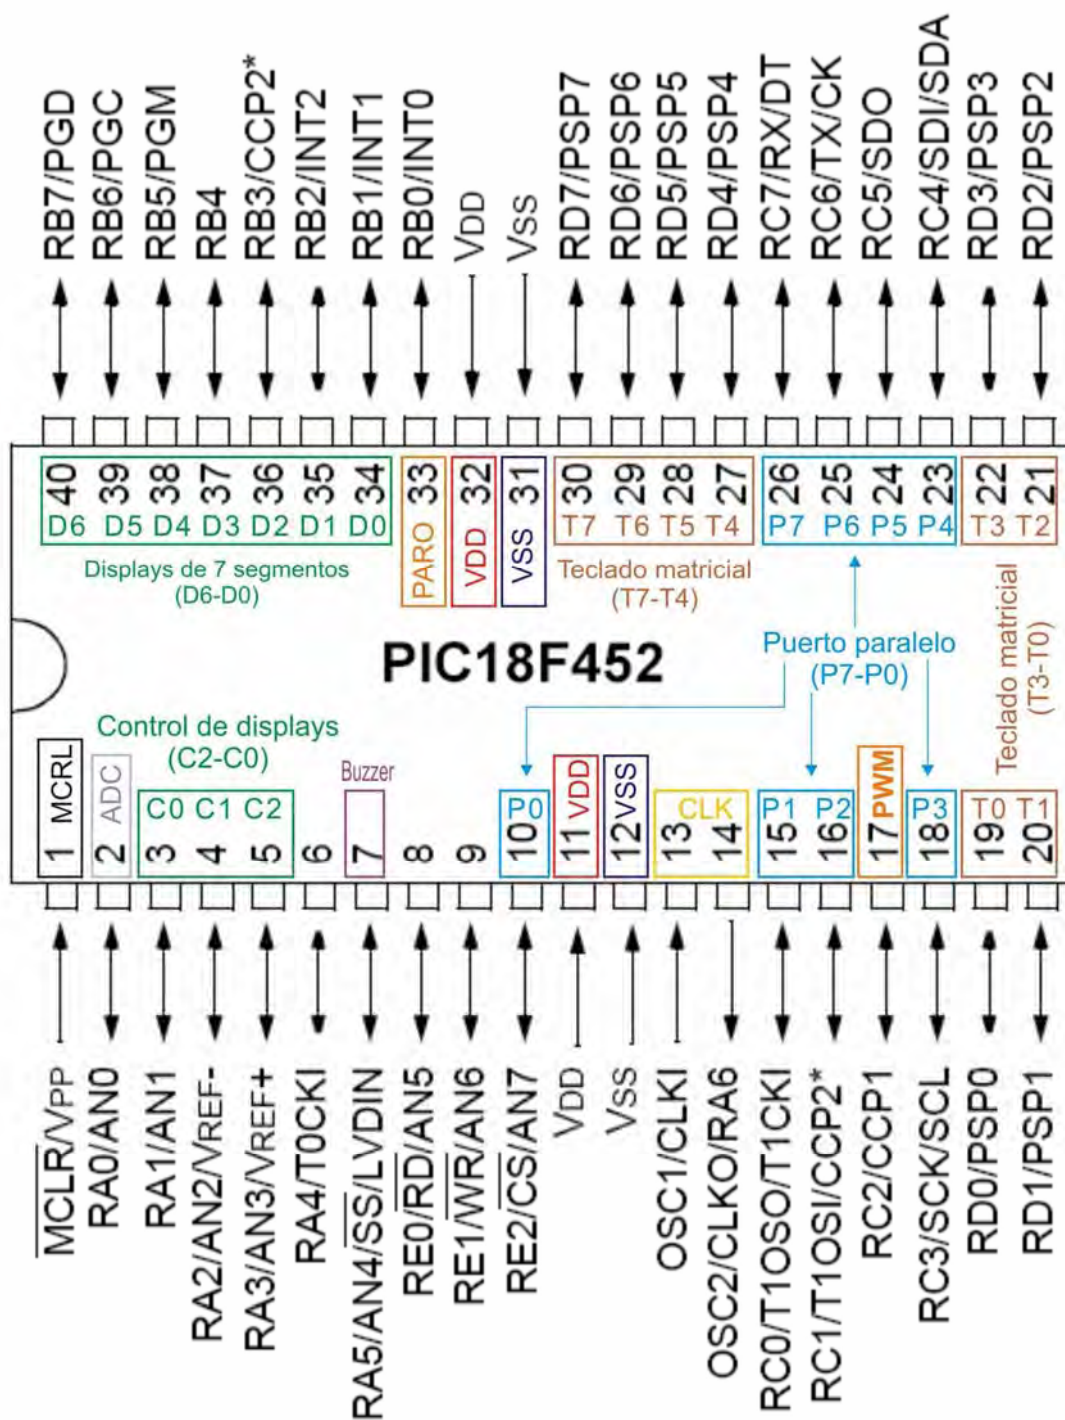 RB7/PGD
RB6/PGC
RB5/PGM
RB4
RB3/CCP2*
RB2/INT2
RB1/INT1
RB0/INT0
VDD
VSS
RD7/PSP7
RD6/PSP6
RD5/PSP5
RD4/PSP4
RC7/RX/DT
RC6/TX/CK
RC5/SDO
RC4/SDI/SDA
RD3/PSP3
RD2/PSP2
40 39 38 37 36 35 34 33 32 31 30 29 28 27 26 25 24 23 22 21
D6 D5 D4 D3 D2 D1 D0
PARO
VDD
VSS
T7 T6 T5 T4
P7 P6 P5 P4
T3 T2
Displays de 7 segmentos
(D6-D0)
Teclado matricial
(T7-T4)
Puerto paralelo
(P7-P0)
Teclado matricial
(T3-T0)
PIC18F452
Control de displays
(C2-C0)
MCRL
ADC
C0 C1 C2
Buzzer
P0
VDD
VSS
CLK
P1 P2
PWM
P3
T0 T1
1 2 3 4 5 6 7 8 9 10 11 12 13 14 15 16 17 18 19 20
MCLR/VPP
RA0/AN0
RA1/AN1
RA2/AN2/VREF-
RA3/AN3/VREF+
RA4/T0CKI
RA5/AN4/SS/LVDIN
RE0/RD/AN5
RE1/WR/AN6
RE2/CS/AN7
VDD
VSS
OSC1/CLKI
OSC2/CLKO/RA6
RC0/T1OSO/T1CKI
RC1/T1OSI/CCP2*
RC2/CCP1
RC3/SCK/SCL
RD0/PSP0
RD1/PSP1